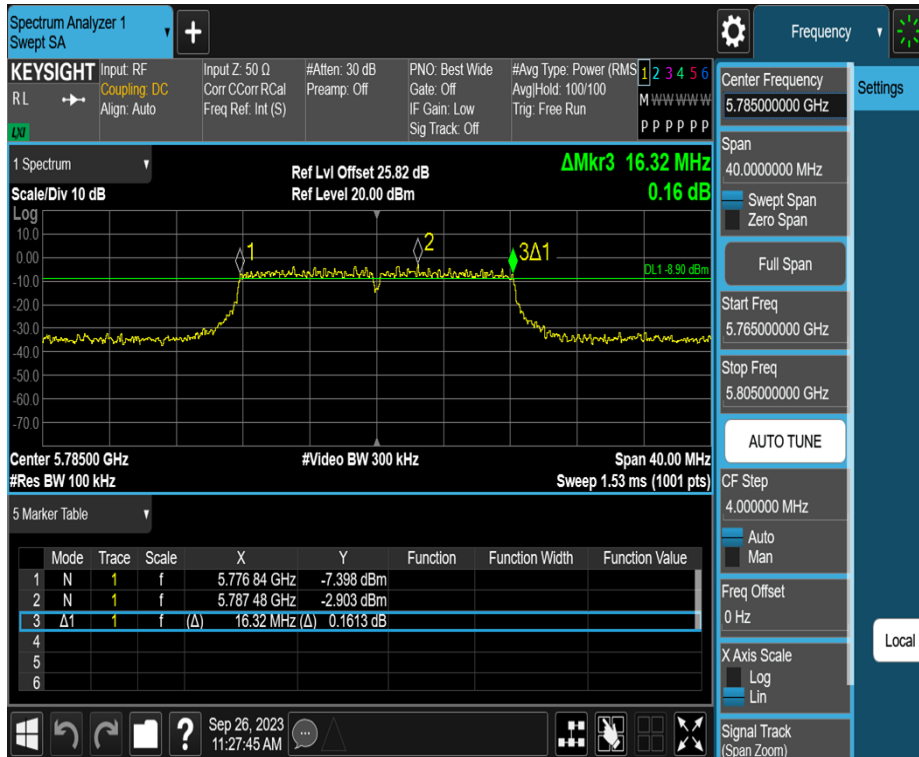 Spectrum Analyzer 1
Swept SA
Frequency
KEYSIGHT
R L
LXI
Input: RF
Coupling: DC
Align: Auto
Input Z: 50 Ω
Corr CCorr RCal
Freq Ref: Int (S)
#Atten: 30 dB
Preamp: Off
PNO: Best Wide
Gate: Off
IF Gain: Low
Sig Track: Off
#Avg Type: Power (RMS
Avg|Hold: 100/100
Trig: Free Run
1 2 3 4 5 6
M W W W W W
P P P P P P
Center Frequency
5.785000000 GHz
Settings
Span
40.0000000 MHz
Swept Span
Zero Span
Full Span
Start Freq
5.765000000 GHz
Stop Freq
5.805000000 GHz
AUTO TUNE
CF Step
4.000000 MHz
Auto
Man
Freq Offset
0 Hz
X Axis Scale
Log
Lin
Signal Track
(Span Zoom)
Local
1 Spectrum
Scale/Div 10 dB
Ref Lvl Offset 25.82 dB
Ref Level 20.00 dBm
ΔMkr3 16.32 MHz
0.16 dB
Log
10.0
0.00
-10.0
-20.0
-30.0
-40.0
-50.0
-60.0
-70.0
1
2
3Δ1
DL1 -8.90 dBm
Center 5.78500 GHz
#Video BW 300 kHz
Span 40.00 MHz
#Res BW 100 kHz
Sweep 1.53 ms (1001 pts)
5 Marker Table
Mode Trace Scale X Y Function Function Width Function Value
1 N 1 f 5.776 84 GHz -7.398 dBm
2 N 1 f 5.787 48 GHz -2.903 dBm
3 Δ1 1 f (Δ) 16.32 MHz (Δ) 0.1613 dB
4
5
6
?
Sep 26, 2023
11:27:45 AM